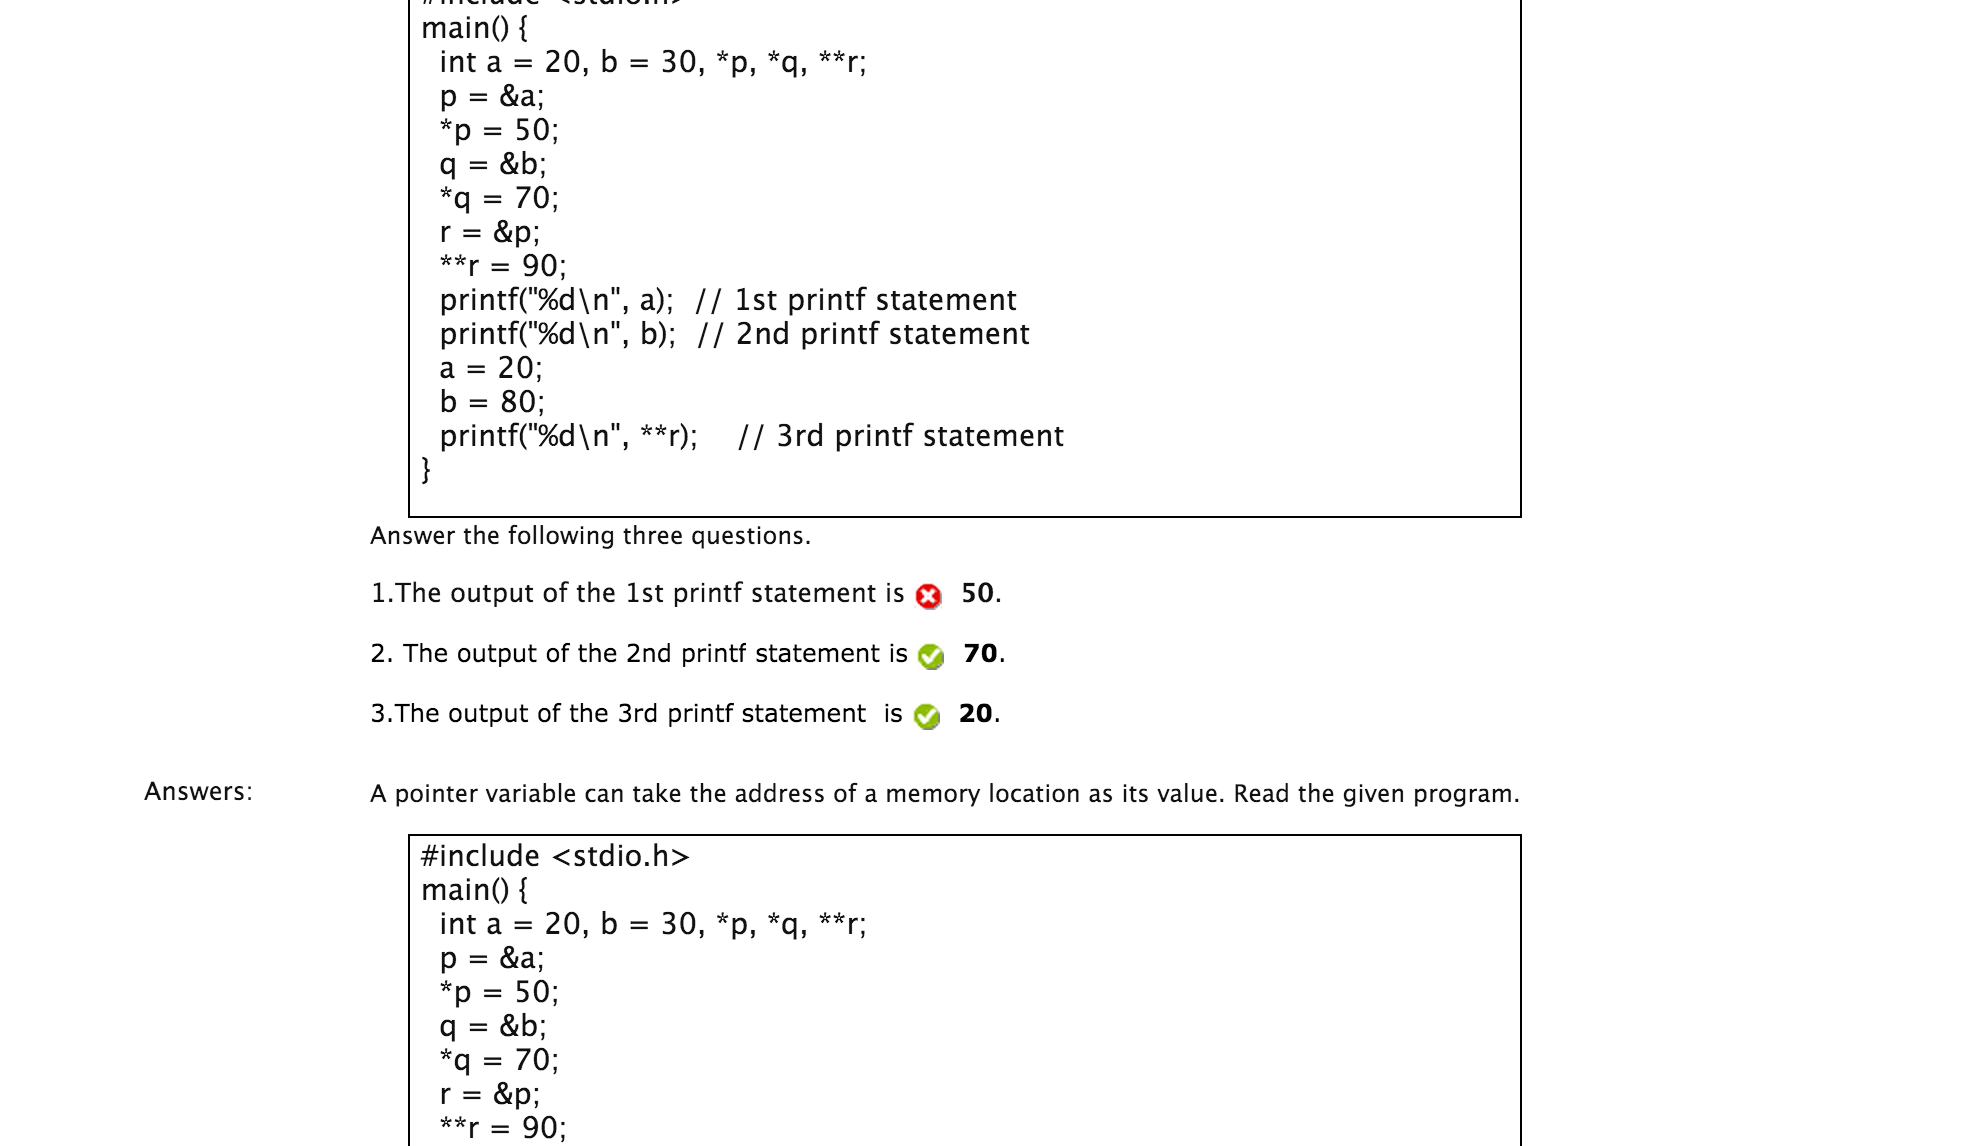 #include <stdio.h>
main() {
int a = 20, b = 30, *p, *q, **r;
p = &a;
*p = 50;
q = &b;
*q = 70;
r = &p;
**r = 90;
printf("%d\n", a); // 1st printf statement
printf("%d\n", b); // 2nd printf statement
a = 20;
b = 80;
printf("%d\n", **r); // 3rd printf statement
}
Answer the following three questions.
1.The output of the 1st printf statement is 50.
2. The output of the 2nd printf statement is 70.
3.The output of the 3rd printf statement is 20.
Answers: A pointer variable can take the address of a memory location as its value. Read the given program.
#include <stdio.h>
main() {
int a = 20, b = 30, *p, *q, **r;
p = &a;
*p = 50;
q = &b;
*q = 70;
r = &p;
**r = 90;